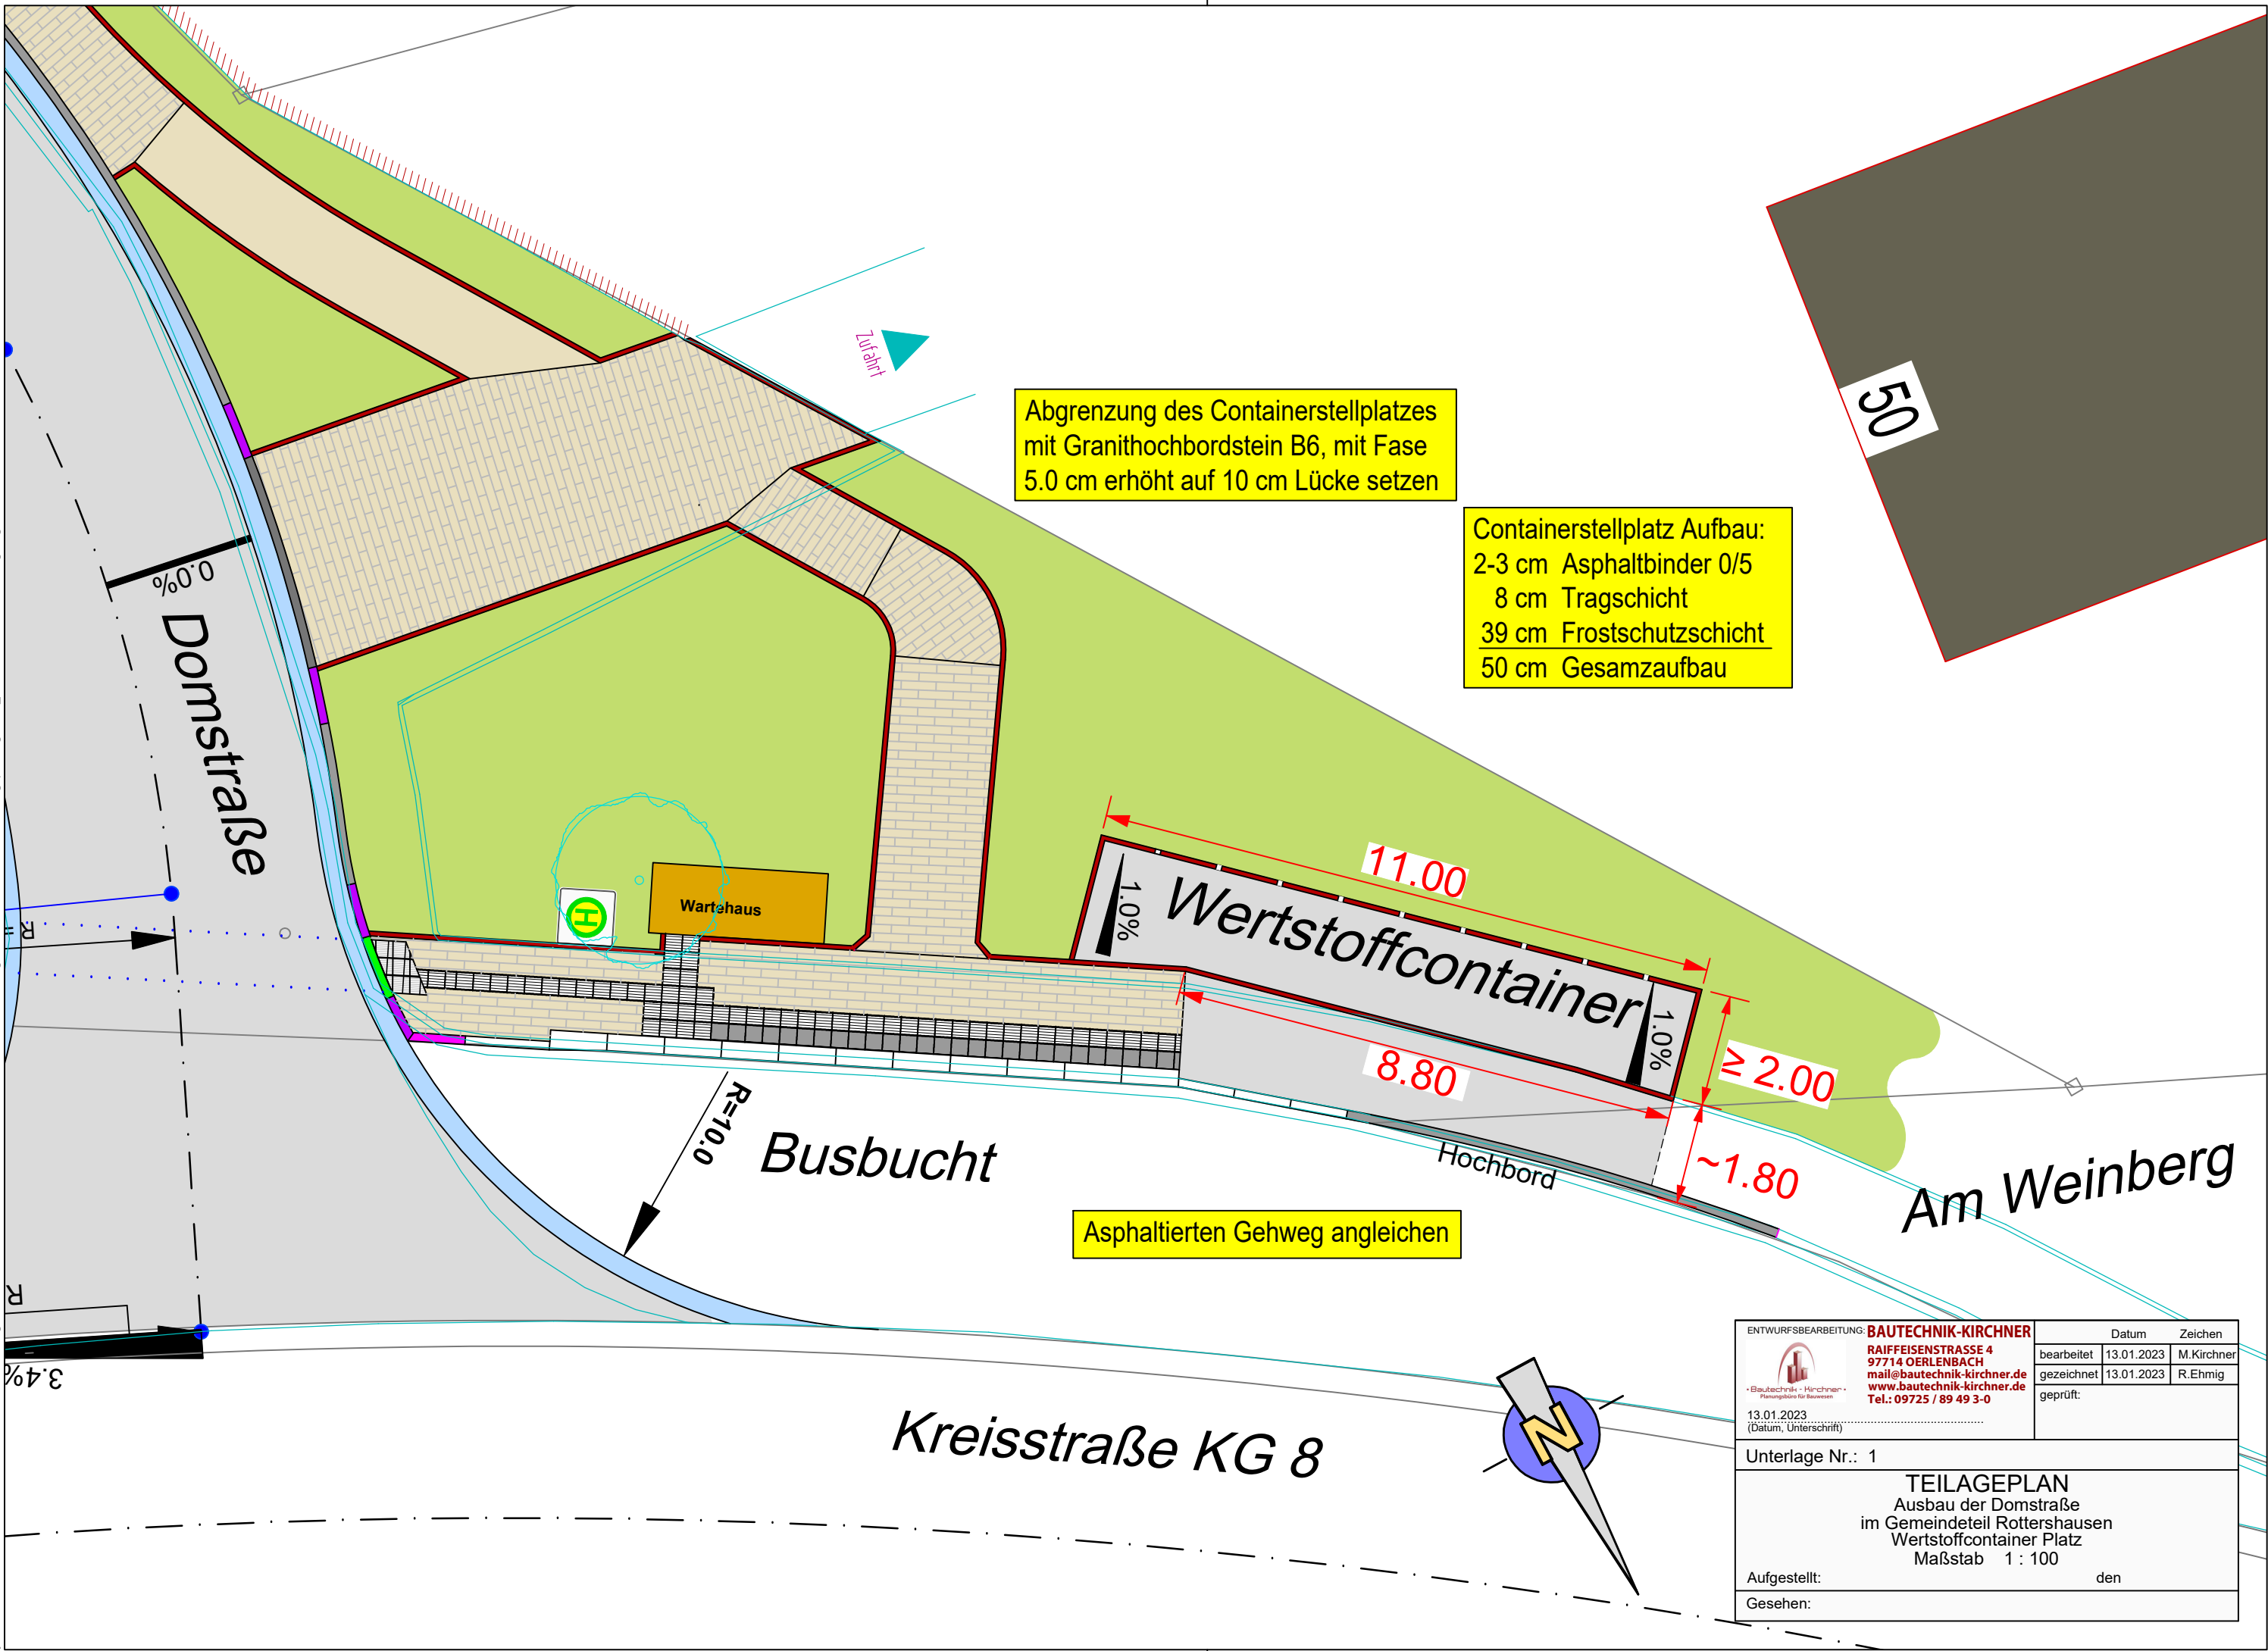 Zufahrt
Abgrenzung des Containerstellplatzes
mit Granithochbordstein B6, mit Fase
5.0 cm erhöht auf 10 cm Lücke setzen
50
Containerstellplatz Aufbau:
2-3 cm Asphaltbinder 0/5
8 cm Tragschicht
39 cm Frostschutzschicht
50 cm Gesamzaufbau
0.0%
Domstraße
11.00
Wertstoffcontainer
1.0%
1.0%
Wartehaus
H
R=
8.80
≥ 2.00
~1.80
R=10.0
Busbucht
Hochbord
Am Weinberg
Asphaltierten Gehweg angleichen
R
3.4%
Kreisstraße KG 8
N
ENTWURFSBEARBEITUNG: BAUTECHNIK-KIRCHNER
RAIFFEISENSTRASSE 4
97714 OERLENBACH
mail@bautechnik-kirchner.de
www.bautechnik-kirchner.de
Tel.: 09725 / 89 49 3-0
Bautechnik - Kirchner
Planungsbüro für Bauwesen
13.01.2023
(Datum, Unterschrift)
Datum Zeichen
bearbeitet 13.01.2023 M.Kirchner
gezeichnet 13.01.2023 R.Ehmig
geprüft:
Unterlage Nr.: 1
TEILAGEPLAN
Ausbau der Domstraße
im Gemeindeteil Rottershausen
Wertstoffcontainer Platz
Maßstab 1 : 100
Aufgestellt: den
Gesehen: